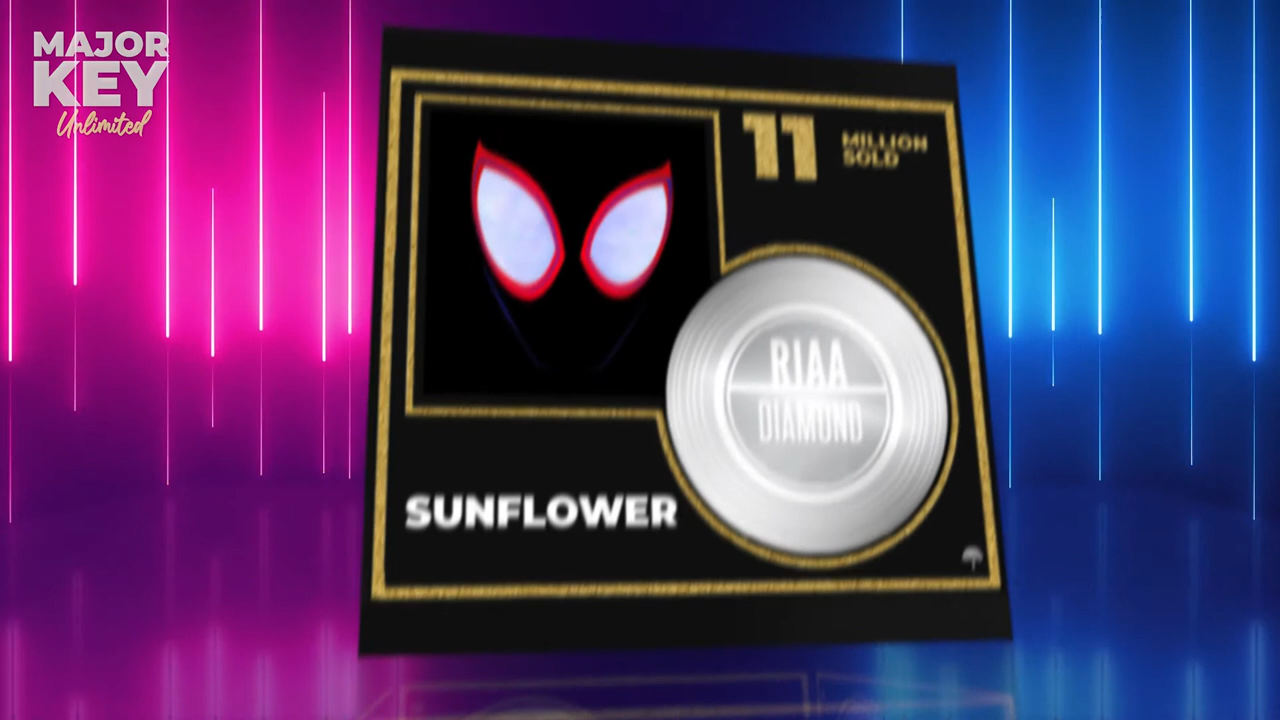 MAJOR
KEY
Unlimited
11
MILLION
SOLD
RIAA
DIAMOND
SUNFLOWER